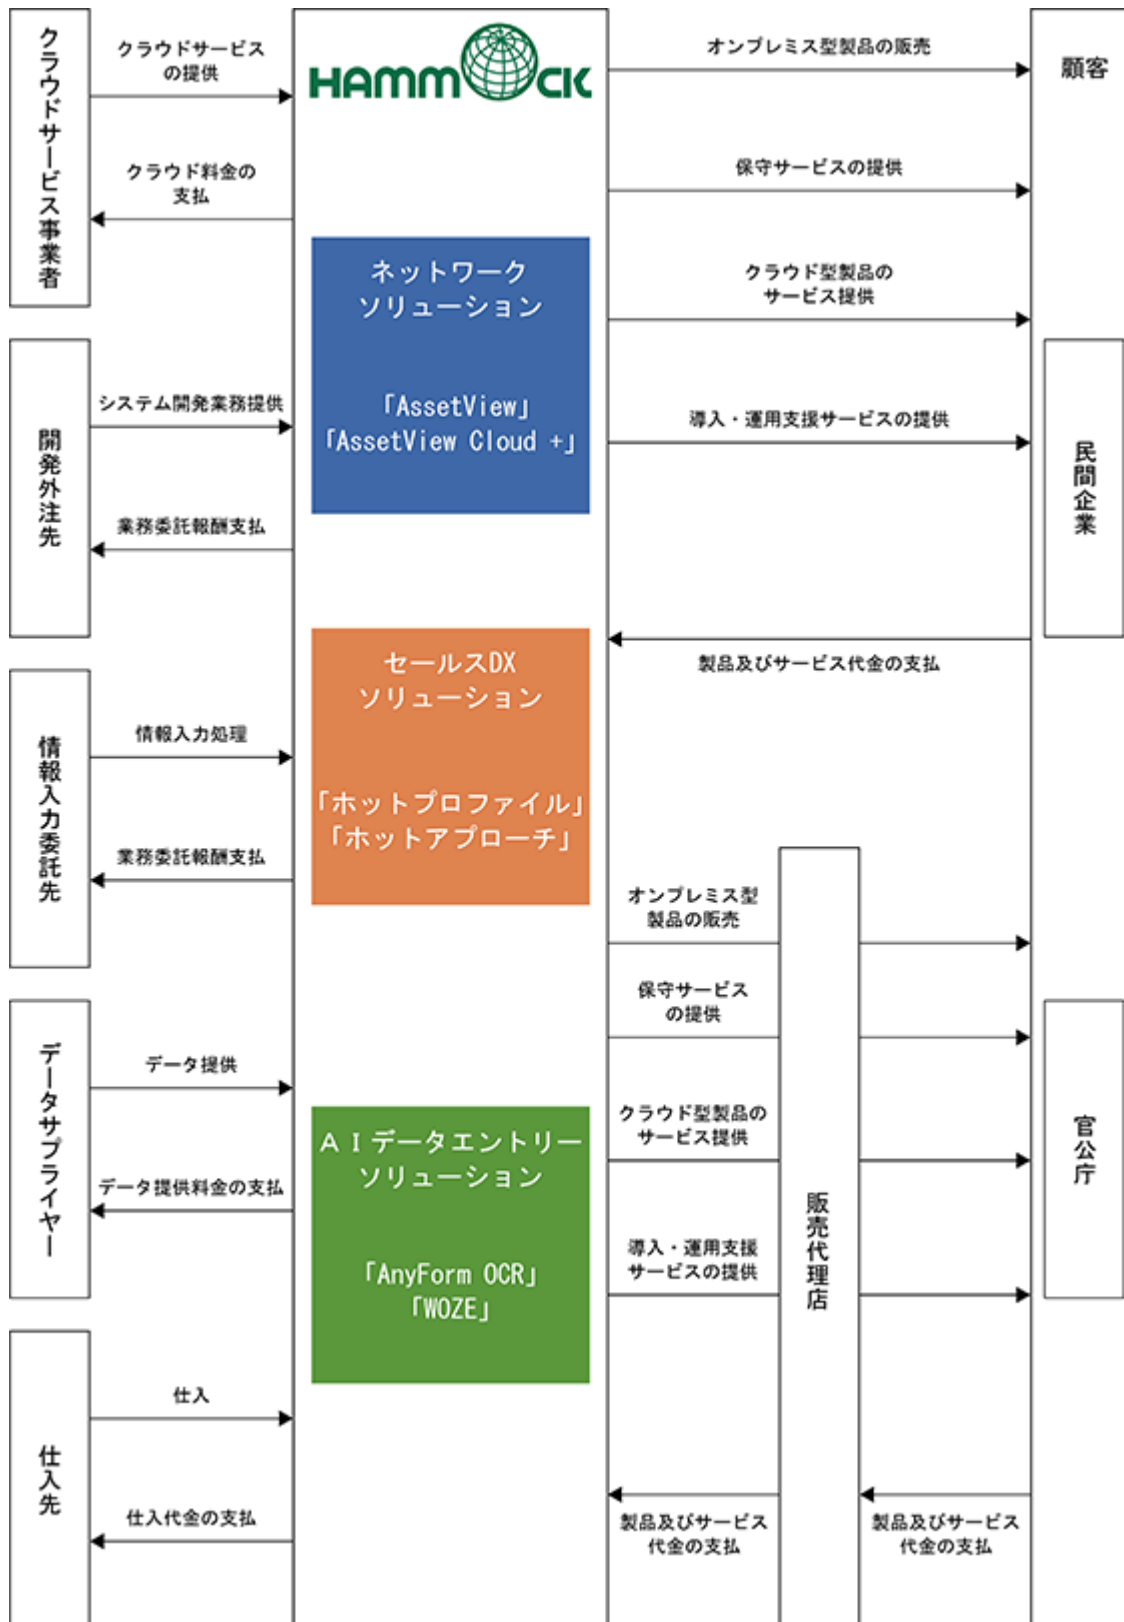 クラウドサービス事業者
クラウドサービス
の提供
クラウド料金の
支払
開発外注先
システム開発業務提供
業務委託報酬支払
情報入力委託先
情報入力処理
業務委託報酬支払
データサプライヤー
データ提供
データ提供料金の支払
仕入先
仕入
仕入代金の支払
HAMMOCK
ネットワーク
ソリューション
「AssetView」
「AssetView Cloud +」
セールスDX
ソリューション
「ホットプロファイル」
「ホットアプローチ」
AIデータエントリー
ソリューション
「AnyForm OCR」
「WOZE」
オンプレミス型製品の販売
保守サービスの提供
クラウド型製品の
サービス提供
導入・運用支援サービスの提供
製品及びサービス代金の支払
オンプレミス型
製品の販売
保守サービス
の提供
クラウド型製品の
サービス提供
導入・運用支援
サービスの提供
製品及びサービス
代金の支払
販売代理店
製品及びサービス
代金の支払
顧客
民間企業
官公庁